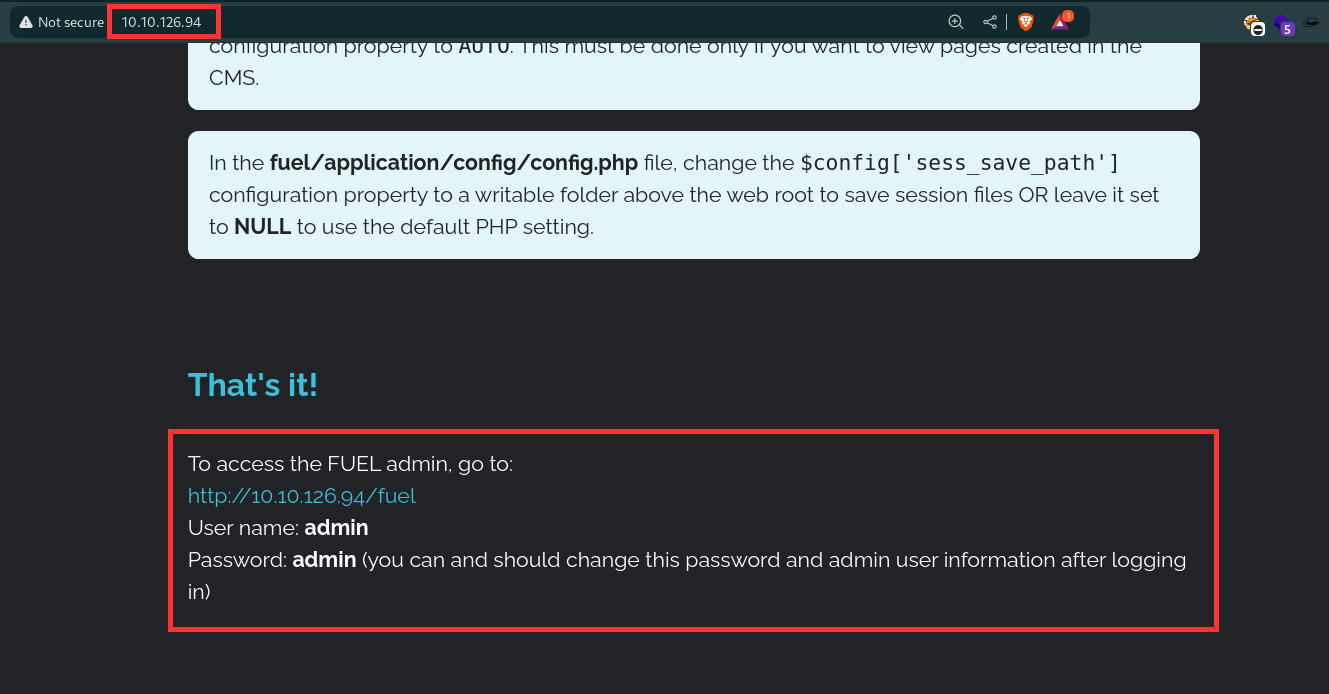 Not secure 10.10.126.94 1 5
configuration property to AUTO. This must be done only if you want to view pages created in the
CMS.
In the fuel/application/config/config.php file, change the $config['sess_save_path']
configuration property to a writable folder above the web root to save session files OR leave it set
to NULL to use the default PHP setting.
That's it!
To access the FUEL admin, go to:
http://10.10.126.94/fuel
User name: admin
Password: admin (you can and should change this password and admin user information after logging
in)